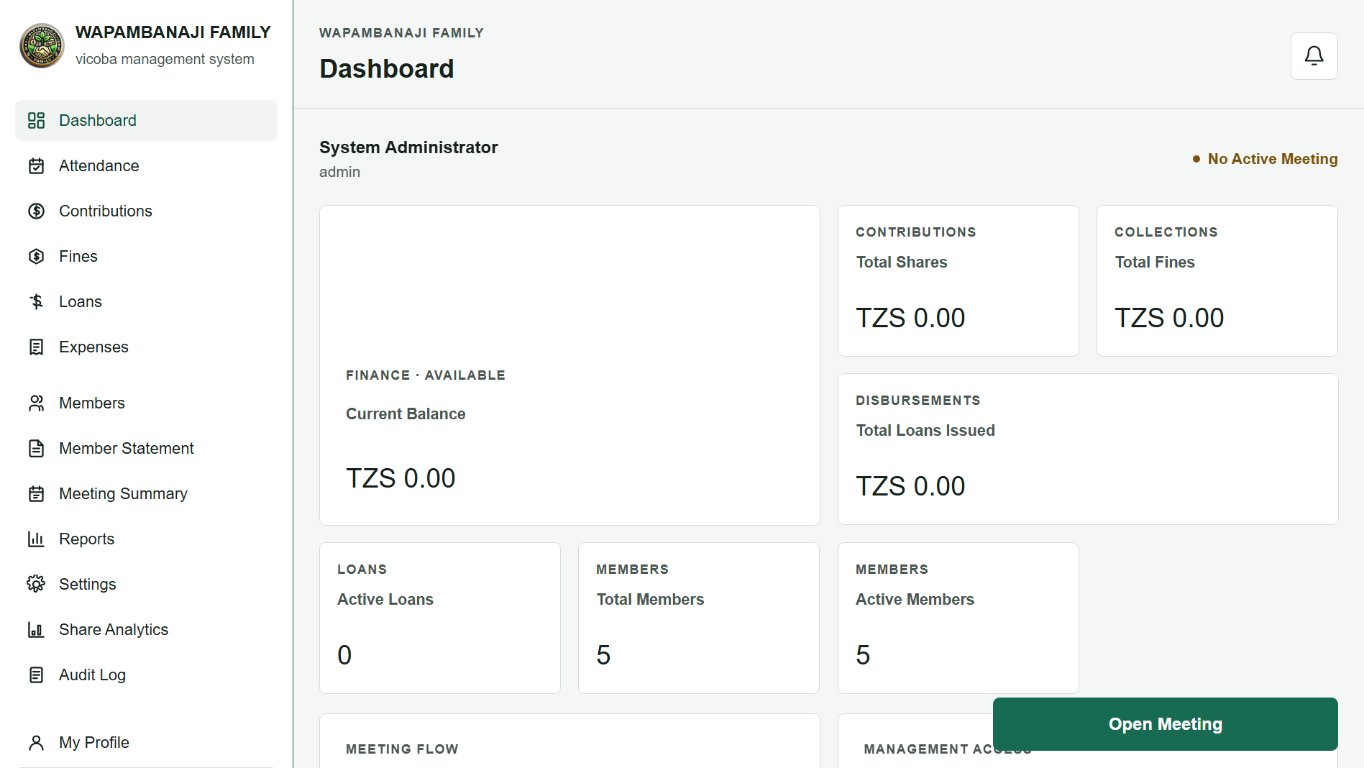 WAPAMBANAJI FAMILY
vicoba management system
Dashboard
Attendance
Contributions
Fines
Loans
Expenses
Members
Member Statement
Meeting Summary
Reports
Settings
Share Analytics
Audit Log
My Profile
WAPAMBANAJI FAMILY
Dashboard
System Administrator
admin
No Active Meeting
FINANCE · AVAILABLE
Current Balance
TZS 0.00
CONTRIBUTIONS
Total Shares
TZS 0.00
COLLECTIONS
Total Fines
TZS 0.00
DISBURSEMENTS
Total Loans Issued
TZS 0.00
LOANS
Active Loans
0
MEMBERS
Total Members
5
MEMBERS
Active Members
5
MEETING FLOW
MANAGEMENT ACCESS
Open Meeting